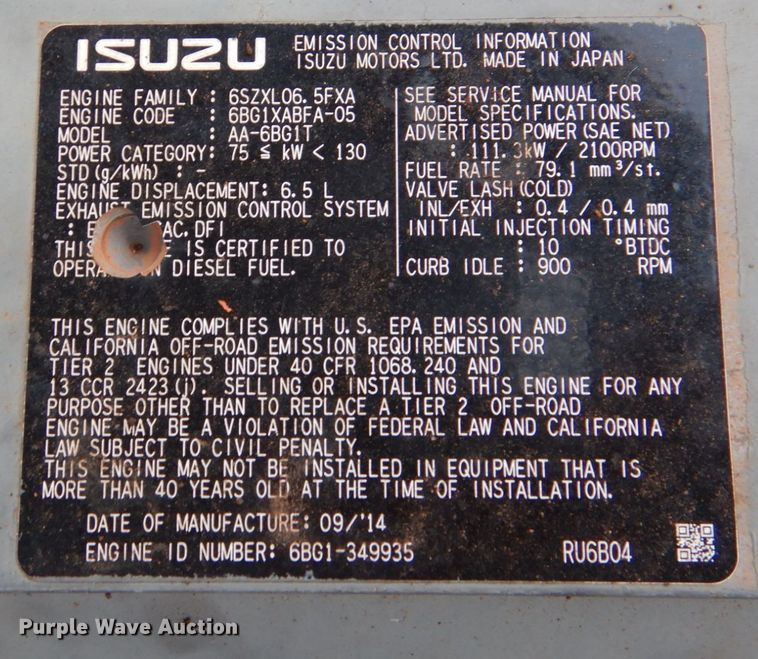 ISUZU
EMISSION CONTROL INFORMATION
ISUZU MOTORS LTD. MADE IN JAPAN
ENGINE FAMILY : 6SZXL06.5FXA
ENGINE CODE : 6BG1XABFA-05
MODEL : AA-6BG1T
POWER CATEGORY: 75 ≦ kW < 130
STD (g/kWh) : -
ENGINE DISPLACEMENT: 6.5 L
EXHAUST EMISSION CONTROL SYSTEM
: AC, DFI
THIS IS CERTIFIED TO
ON DIESEL FUEL.
SEE SERVICE MANUAL FOR
MODEL SPECIFICATIONS.
ADVERTISED POWER (SAE NET)
: 111.3kW / 2100RPM
FUEL RATE : 79.1 mm³/st.
VALVE LASH (COLD)
INL/EXH : 0.4 / 0.4 mm
INITIAL INJECTION TIMING
: 10 °BTDC
CURB IDLE : 900 RPM
THIS ENGINE COMPLIES WITH U.S. EPA EMISSION AND
CALIFORNIA OFF-ROAD EMISSION REQUIREMENTS FOR
TIER 2 ENGINES UNDER 40 CFR 1068.240 AND
13 CCR 2423(j). SELLING OR INSTALLING THIS ENGINE FOR ANY
PURPOSE OTHER THAN TO REPLACE A TIER 2 OFF-ROAD
ENGINE MAY BE A VIOLATION OF FEDERAL LAW AND CALIFORNIA
LAW SUBJECT TO CIVIL PENALTY.
THIS ENGINE MAY NOT BE INSTALLED IN EQUIPMENT THAT IS
MORE THAN 40 YEARS OLD AT THE TIME OF INSTALLATION.
DATE OF MANUFACTURE: 09/'14
ENGINE ID NUMBER: 6BG1-349935
RU6B04
Purple Wave Auction